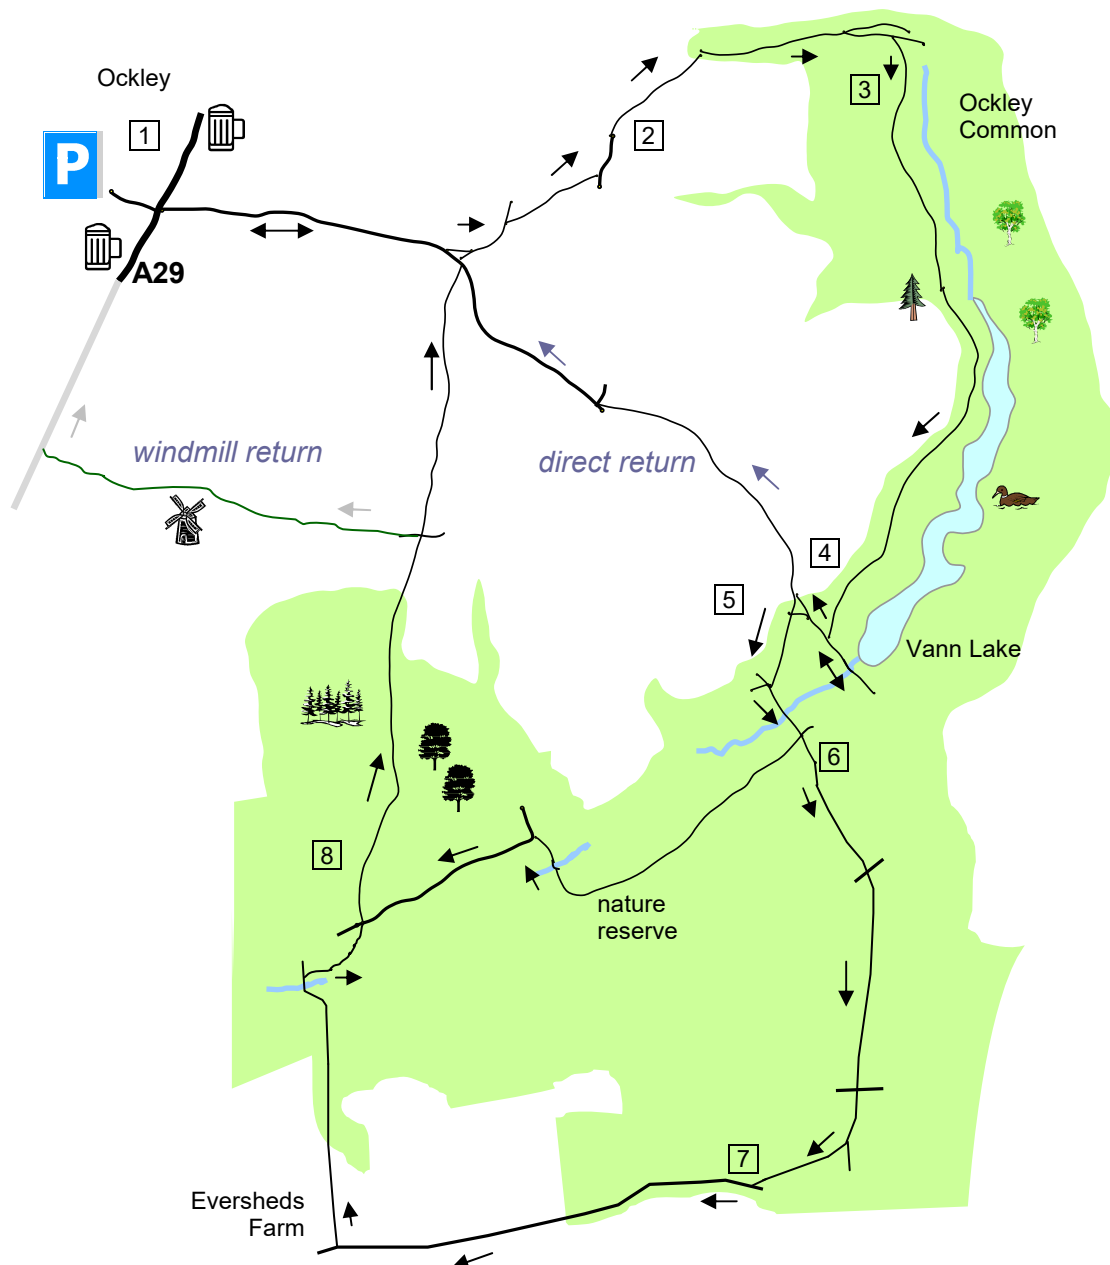 Ockley
1
P
A29
2
3
Ockley
Common
windmill return
direct return
4
5
Vann Lake
6
8
nature
reserve
7
Eversheds
Farm